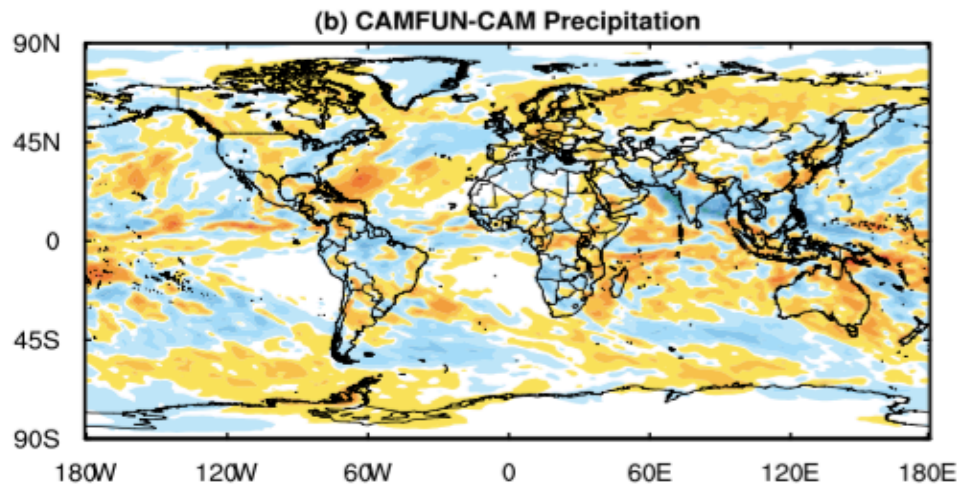 (b) CAMFUN-CAM Precipitation
90N
45N
0
45S
90S
180W 120W 60W 0 60E 120E 180E